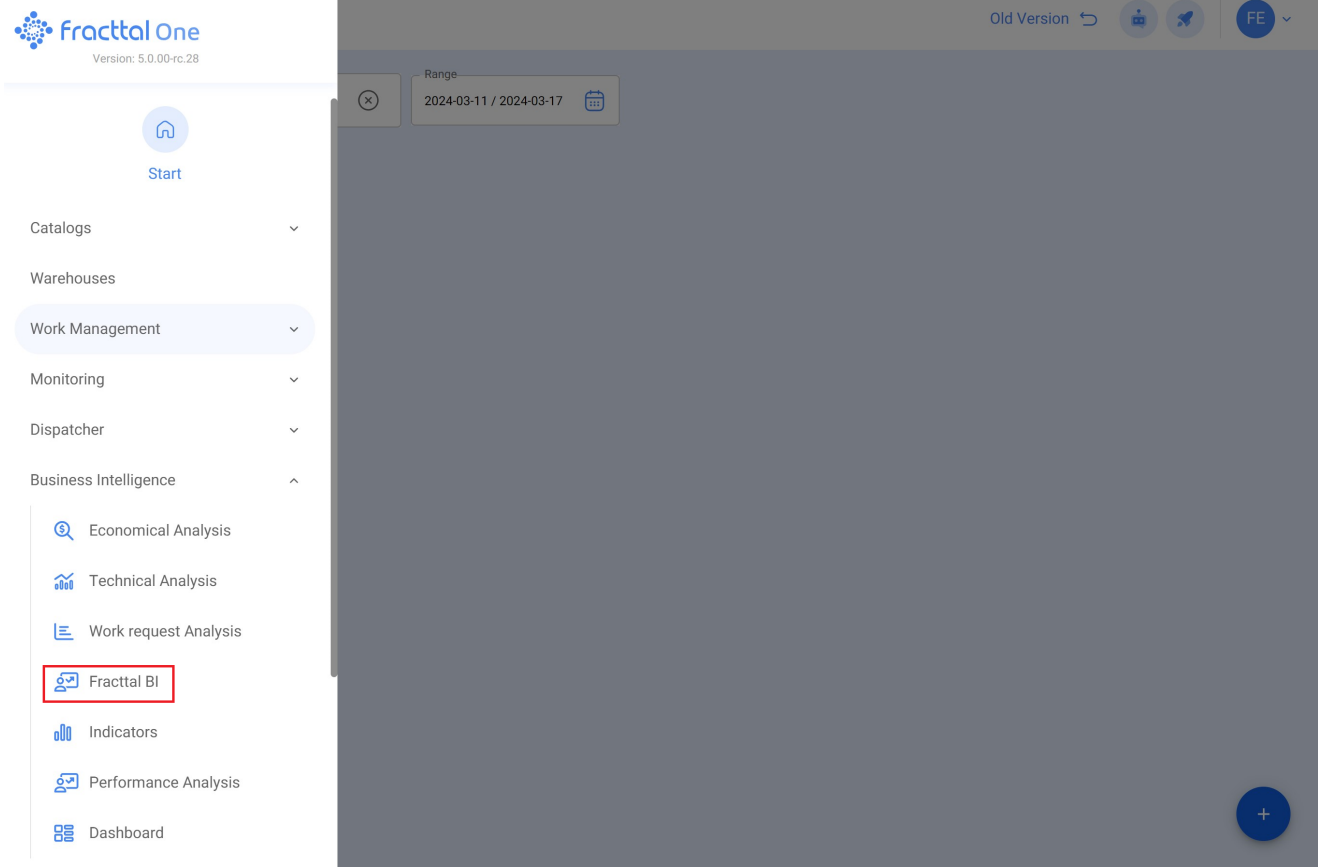 fracttal One
Version: 5.0.00-rc.28
Old Version
FE
Range
2024-03-11 / 2024-03-17
Start
Catalogs
Warehouses
Work Management
Monitoring
Dispatcher
Business Intelligence
Economical Analysis
Technical Analysis
Work request Analysis
Fracttal BI
Indicators
Performance Analysis
Dashboard